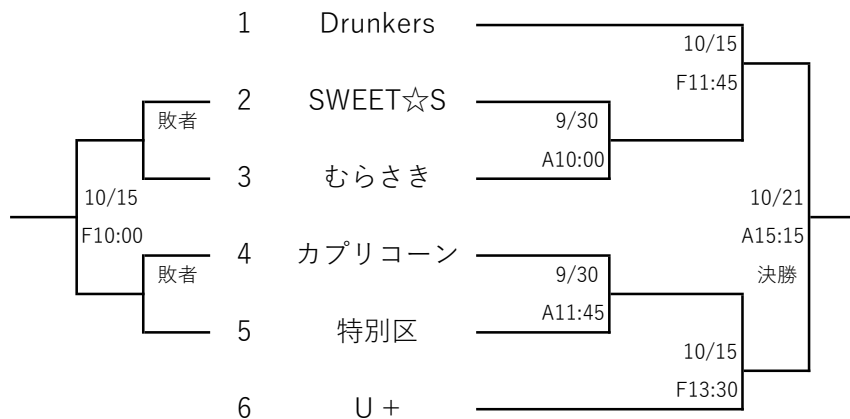 1 Drunkers
10/15
F11:45
2 SWEET☆S
敗者
9/30
A10:00
3 むらさき
10/15
F10:00
10/21
A15:15
決勝
4 カプリコーン
敗者
9/30
A11:45
5 特別区
10/15
F13:30
6 U +